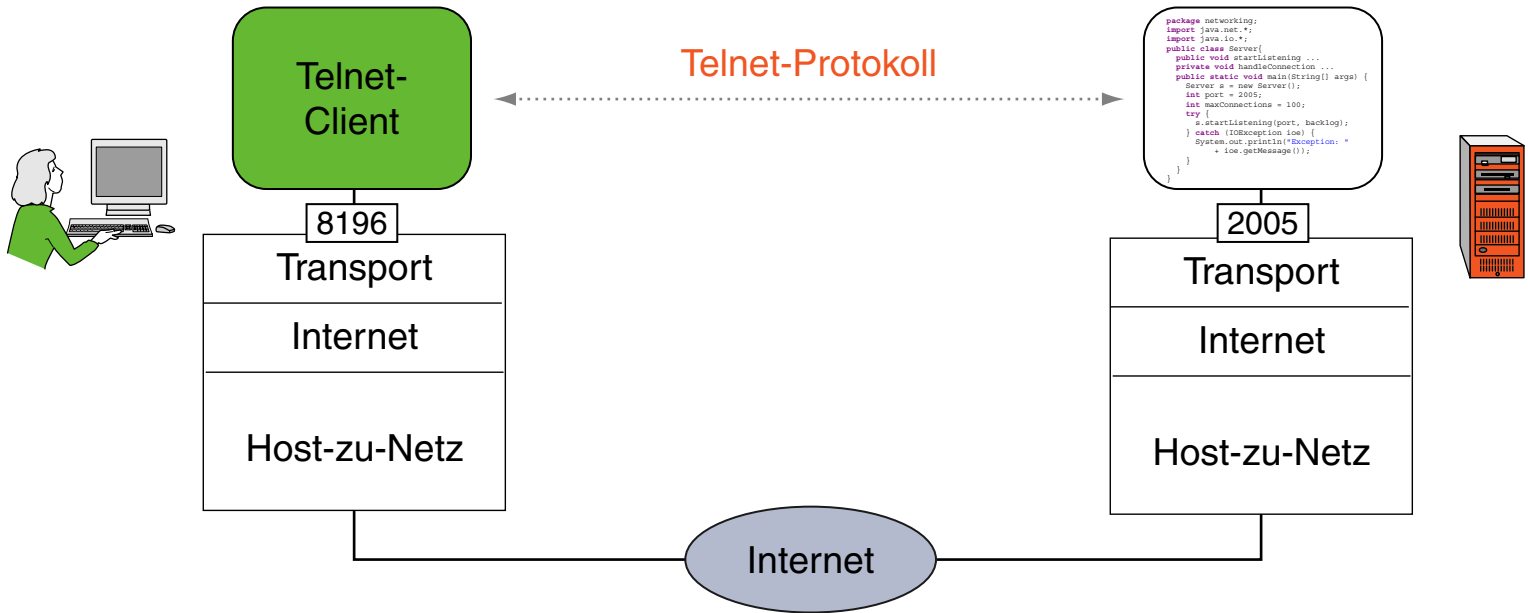 Telnet-
Client
Telnet-Protokoll
package networking;
import java.net.*;
import java.io.*;
public class Server{
public void startListening ...
private void handleConnection ...
public static void main(String[] args) {
Server s = new Server();
int port = 2005;
int maxConnections = 100;
try {
s.startListening(port, backlog);
} catch (IOException ioe) {
System.out.println("Exception: "
+ ioe.getMessage());
}
}
}
8196
Transport
Internet
Host-zu-Netz
2005
Transport
Internet
Host-zu-Netz
Internet